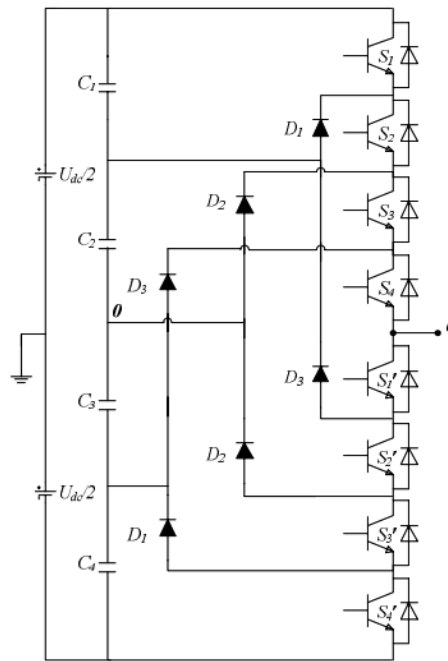 S1
C1
D1
S2
Udc/2
D2
S3
C2
D3
S4
0
S1'
D3
C3
S2'
D2
Udc/2
S3'
D1
C4
S4'